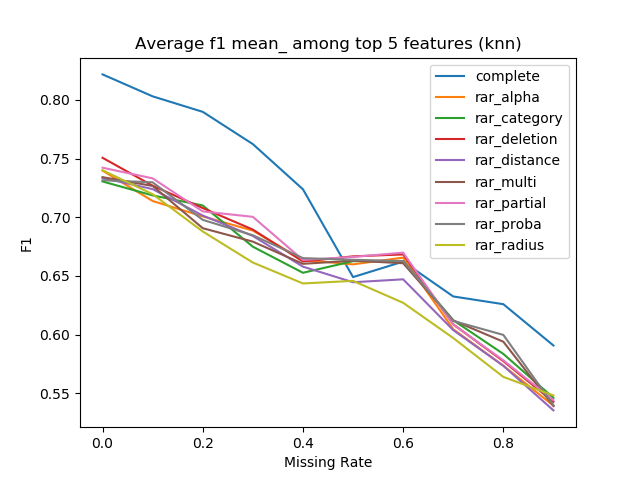 Average f1 mean_ among top 5 features (knn)
complete
rar_alpha
rar_category
rar_deletion
rar_distance
rar_multi
rar_partial
rar_proba
rar_radius
0.80
0.75
0.70
0.65
0.60
0.55
F1
0.0 0.2 0.4 0.6 0.8
Missing Rate